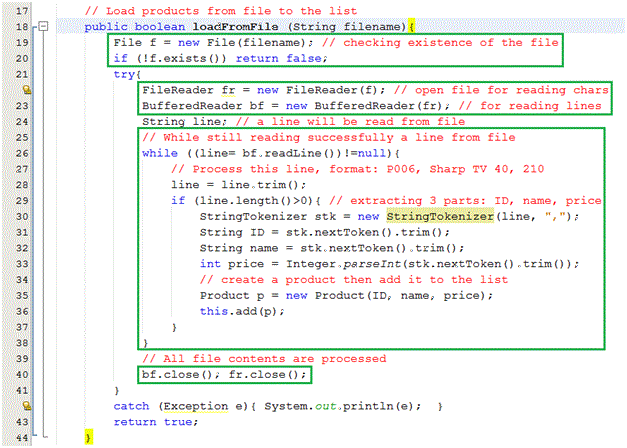 17 // Load products from file to the list
18 public boolean loadFromFile (String filename){
19 File f = new File(filename); // checking existence of the file
20 if (!f.exists()) return false;
21 try{
FileReader fr = new FileReader(f); // open file for reading chars
23 BufferedReader bf = new BufferedReader(fr); // for reading lines
24 String line; // a line will be read from file
25 // While still reading successfully a line from file
26 while ((line= bf.readLine())!=null){
27 // Process this line, format: P006, Sharp TV 40, 210
28 line = line.trim();
29 if (line.length()>0){ // extracting 3 parts: ID, name, price
30 StringTokenizer stk = new StringTokenizer(line, ",");
31 String ID = stk.nextToken().trim();
32 String name = stk.nextToken().trim();
33 int price = Integer.parseInt(stk.nextToken().trim());
34 // create a product then add it to the list
35 Product p = new Product(ID, name, price);
36 this.add(p);
37 }
38 }
39 // All file contents are processed
40 bf.close(); fr.close();
41 }
catch (Exception e){ System.out.println(e); }
43 return true;
44 }